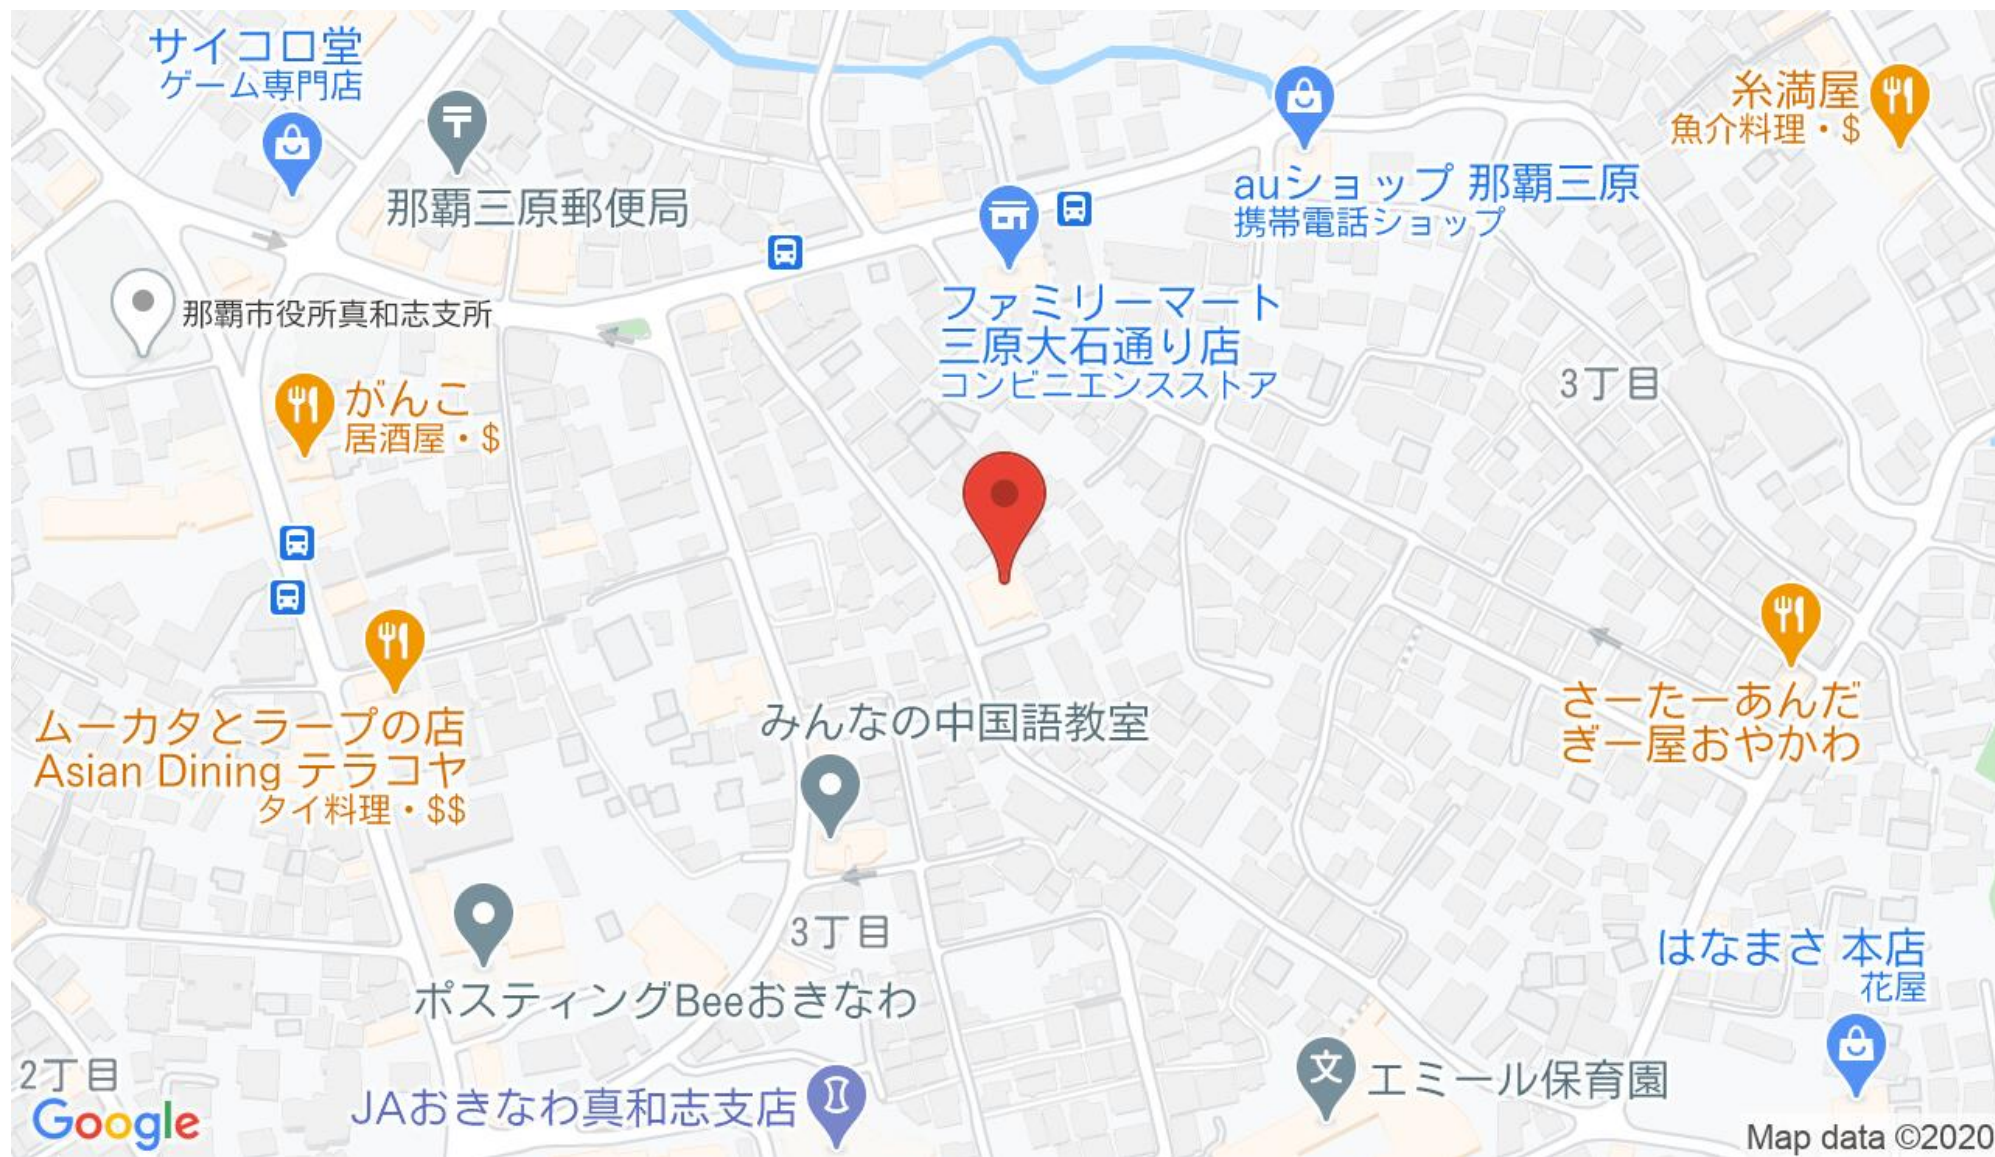 サイコロ堂
ゲーム専門店
糸満屋
魚介料理・$
那覇三原郵便局
auショップ 那覇三原
携帯電話ショップ
那覇市役所真和志支所
ファミリーマート
三原大石通り店
コンビニエンスストア
3丁目
がんこ
居酒屋・$
さーたーあんだ
ぎー屋おやかわ
みんなの中国語教室
ムーカタとラープの店
Asian Dining テラコヤ
タイ料理・$$
3丁目
はなまさ 本店
花屋
ポスティングBeeおきなわ
2丁目
文
エミール保育園
JAおきなわ真和志支店
Google
Map data ©2020